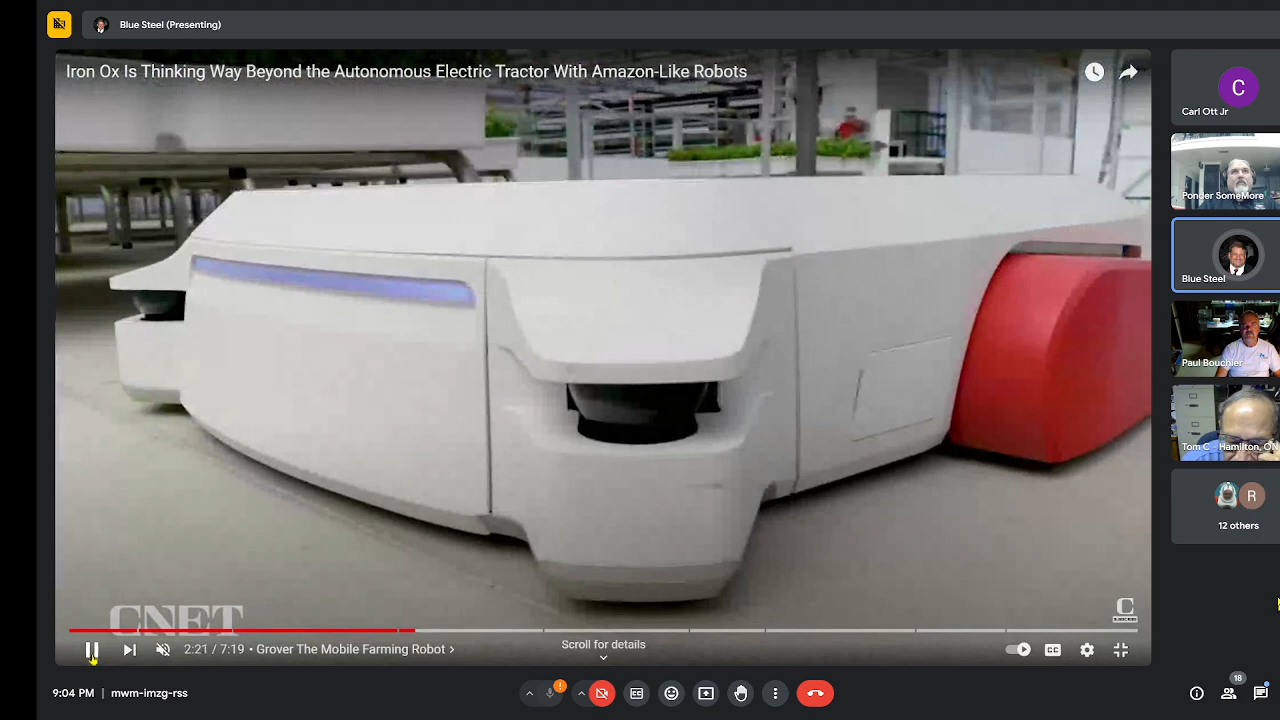 Blue Steel (Presenting)
Iron Ox Is Thinking Way Beyond the Autonomous Electric Tractor With Amazon-Like Robots
C
Carl Ott Jr
Ponder SomeMore
Blue Steel
Paul Bouchier
Tom C - Hamilton, ON
R
12 others
CNET
C
Scroll for details
2:21 / 7:19 • Grover The Mobile Farming Robot
CC
9:04 PM | mwm-imzg-rss
18